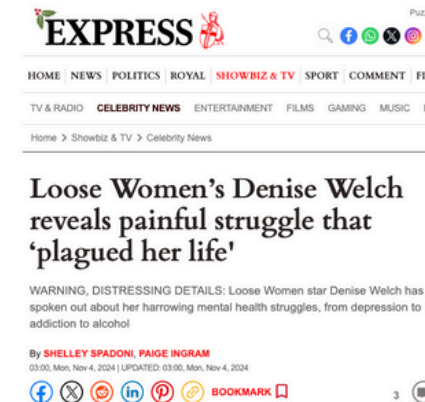 Puz
EXPRESS
HOME NEWS POLITICS ROYAL SHOWBIZ & TV SPORT COMMENT FI
TV & RADIO CELEBRITY NEWS ENTERTAINMENT FILMS GAMING MUSIC
Home > Showbiz & TV > Celebrity News
Loose Women’s Denise Welch
reveals painful struggle that
‘plagued her life'
WARNING, DISTRESSING DETAILS: Loose Women star Denise Welch has
spoken out about her harrowing mental health struggles, from depression to
addiction to alcohol
By SHELLEY SPADONI, PAIGE INGRAM
03:00, Mon, Nov 4, 2024 | UPDATED: 03:00, Mon, Nov 4, 2024
BOOKMARK 3